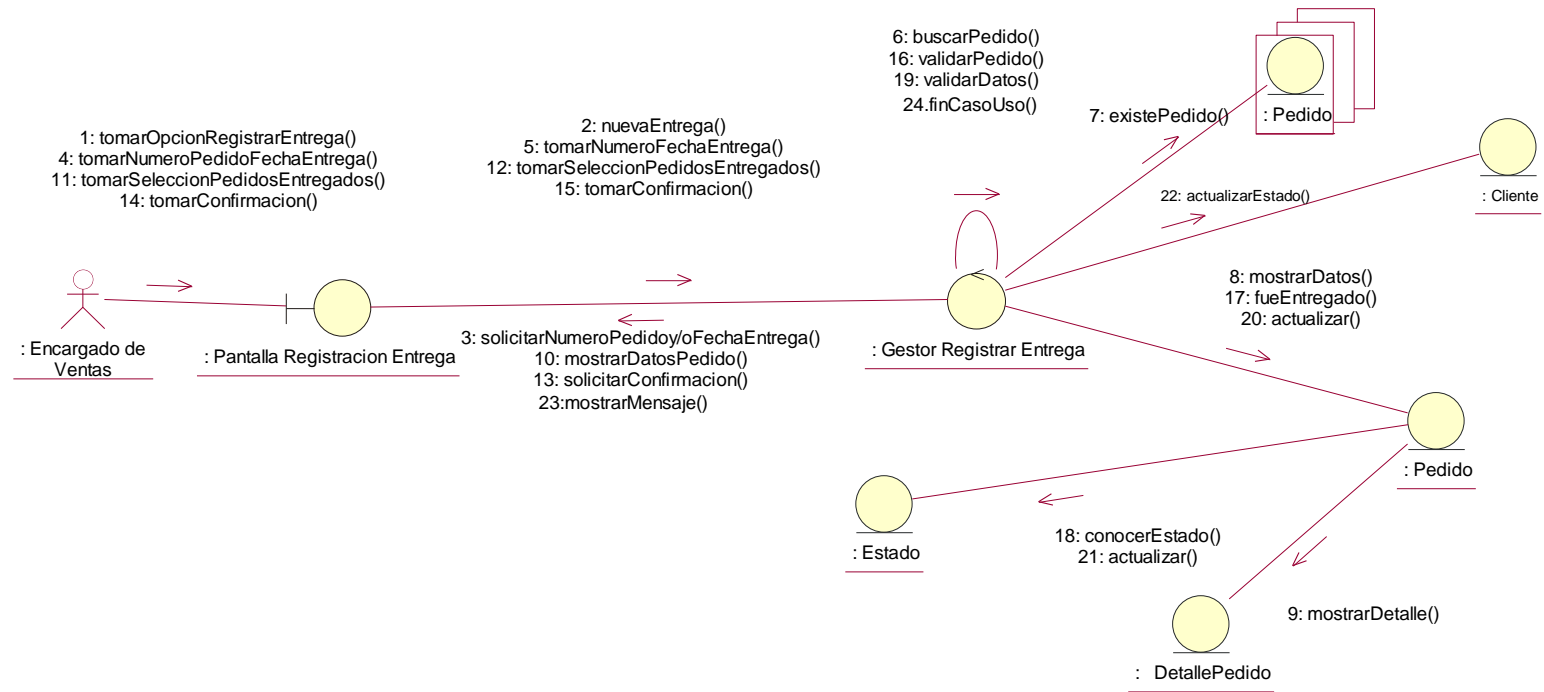 6: buscarPedido()
16: validarPedido()
19: validarDatos()
24.finCasoUso()
7: existePedido()
: Pedido
1: tomarOpcionRegistrarEntrega()
4: tomarNumeroPedidoFechaEntrega()
11: tomarSeleccionPedidosEntregados()
14: tomarConfirmacion()
2: nuevaEntrega()
5: tomarNumeroFechaEntrega()
12: tomarSeleccionPedidosEntregados()
15: tomarConfirmacion()
22: actualizarEstado()
: Cliente
: Encargado de
Ventas
: Pantalla Registracion Entrega
3: solicitarNumeroPedidoy/oFechaEntrega()
10: mostrarDatosPedido()
13: solicitarConfirmacion()
23:mostrarMensaje()
: Gestor Registrar Entrega
8: mostrarDatos()
17: fueEntregado()
20: actualizar()
: Pedido
: Estado
18: conocerEstado()
21: actualizar()
9: mostrarDetalle()
: DetallePedido